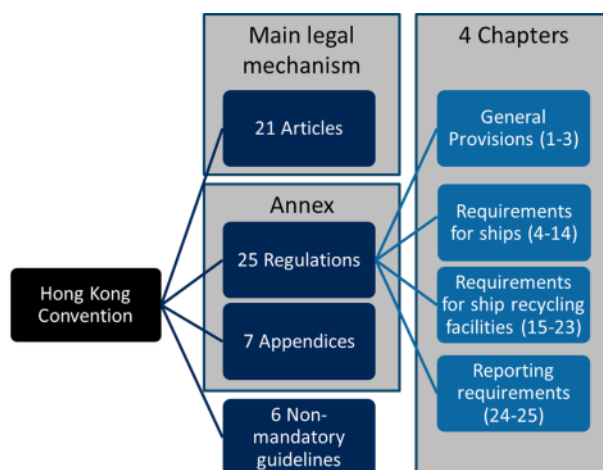 Main legal
mechanism
21 Articles
Annex
25 Regulations
7 Appendices
6 Non-
mandatory
guidelines
Hong Kong
Convention
4 Chapters
General
Provisions (1-3)
Requirements
for ships (4-14)
Requirements
for ship recycling
facilities (15-23)
Reporting
requirements
(24-25)